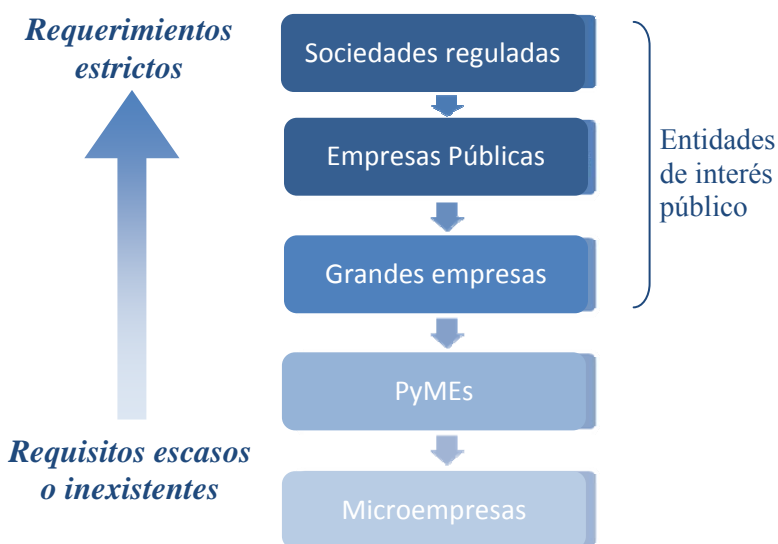 Requerimientos
estrictos
Sociedades reguladas
Empresas Públicas
Entidades
de interés
público
Grandes empresas
PyMEs
Requisitos escasos
o inexistentes
Microempresas